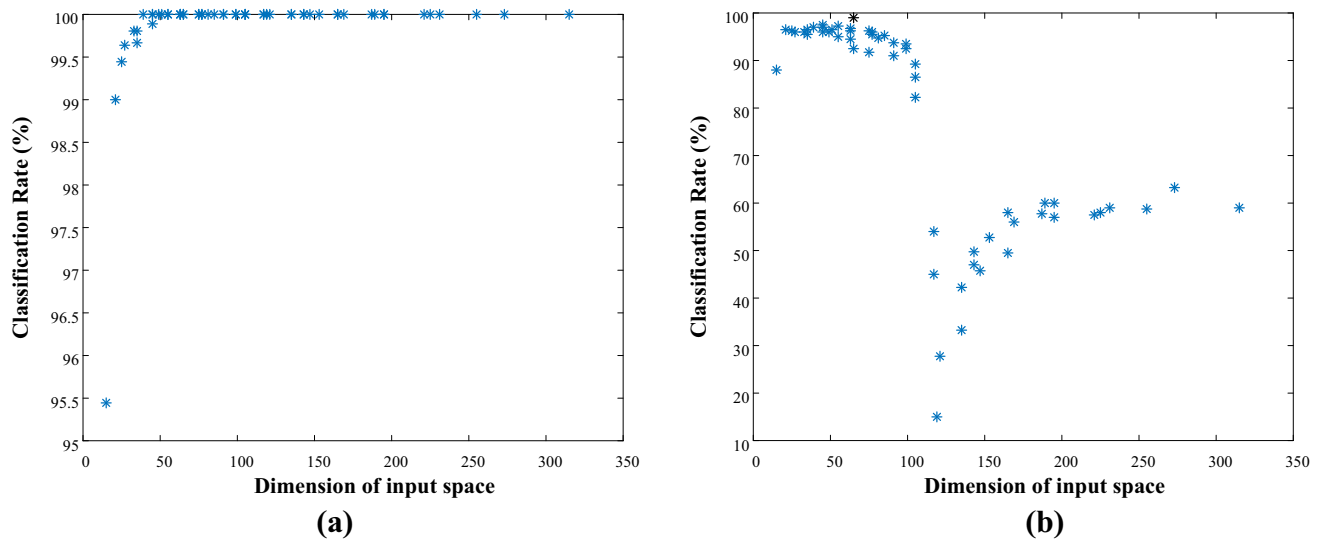 100
99.5
99
98.5
98
97.5
97
96.5
96
95.5
95
0 50 100 150 200 250 300 350
Classification Rate (%)
Dimension of input space
(a)
100
90
80
70
60
50
40
30
20
10
0 50 100 150 200 250 300 350
Classification Rate (%)
Dimension of input space
(b)